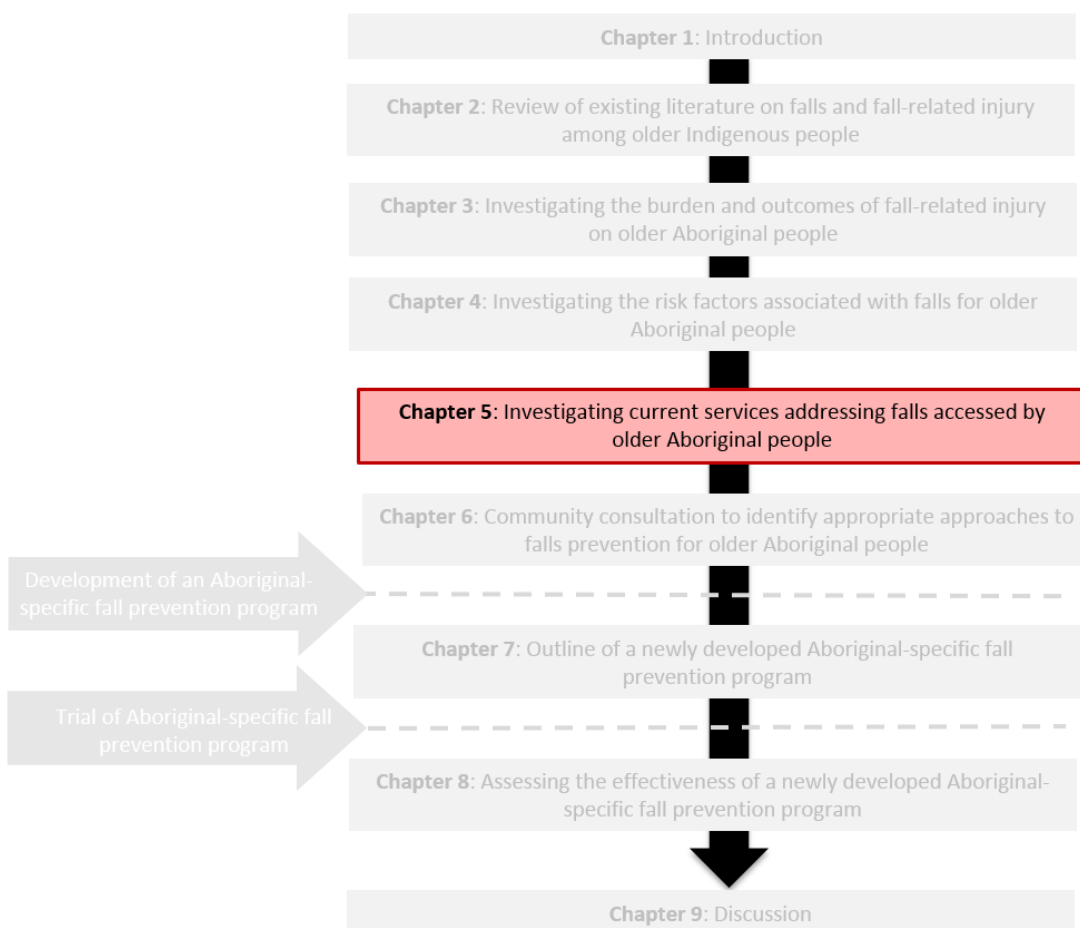 Chapter 1: Introduction
Chapter 2: Review of existing literature on falls and fall-related injury
among older Indigenous people
Chapter 3: Investigating the burden and outcomes of fall-related injury
on older Aboriginal people
Chapter 4: Investigating the risk factors associated with falls for older
Aboriginal people
Chapter 5: Investigating current services addressing falls accessed by
older Aboriginal people
Chapter 6: Community consultation to identify appropriate approaches to
falls prevention for older Aboriginal people
Development of an Aboriginal-
specific fall prevention program
Chapter 7: Outline of a newly developed Aboriginal-specific fall
prevention program
Trial of Aboriginal-specific fall
prevention program
Chapter 8: Assessing the effectiveness of a newly developed Aboriginal-
specific fall prevention program
Chapter 9: Discussion